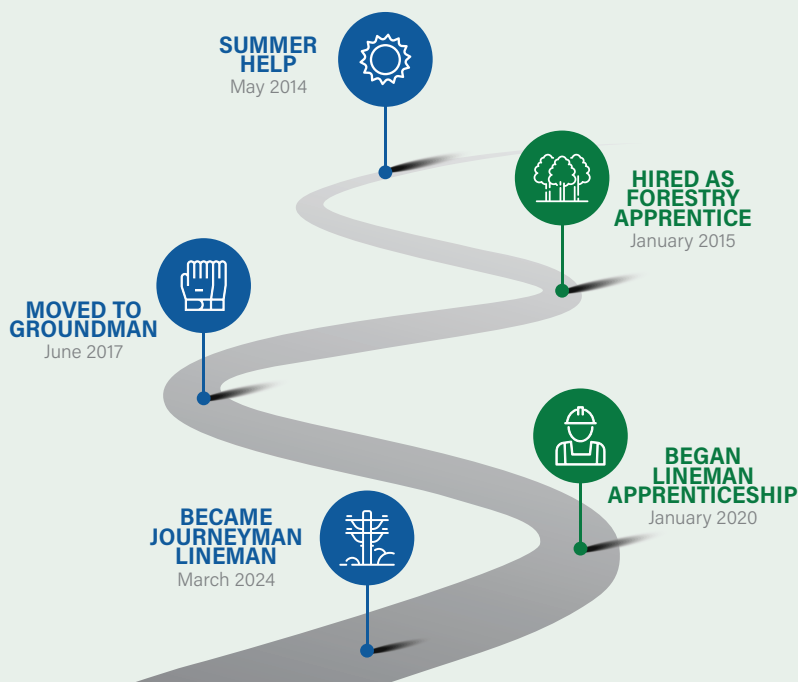 SUMMER
HELP
May 2014
HIRED AS
FORESTRY
APPRENTICE
January 2015
MOVED TO
GROUNDMAN
June 2017
BEGAN
LINEMAN
APPRENTICESHIP
January 2020
BECAME
JOURNEYMAN
LINEMAN
March 2024